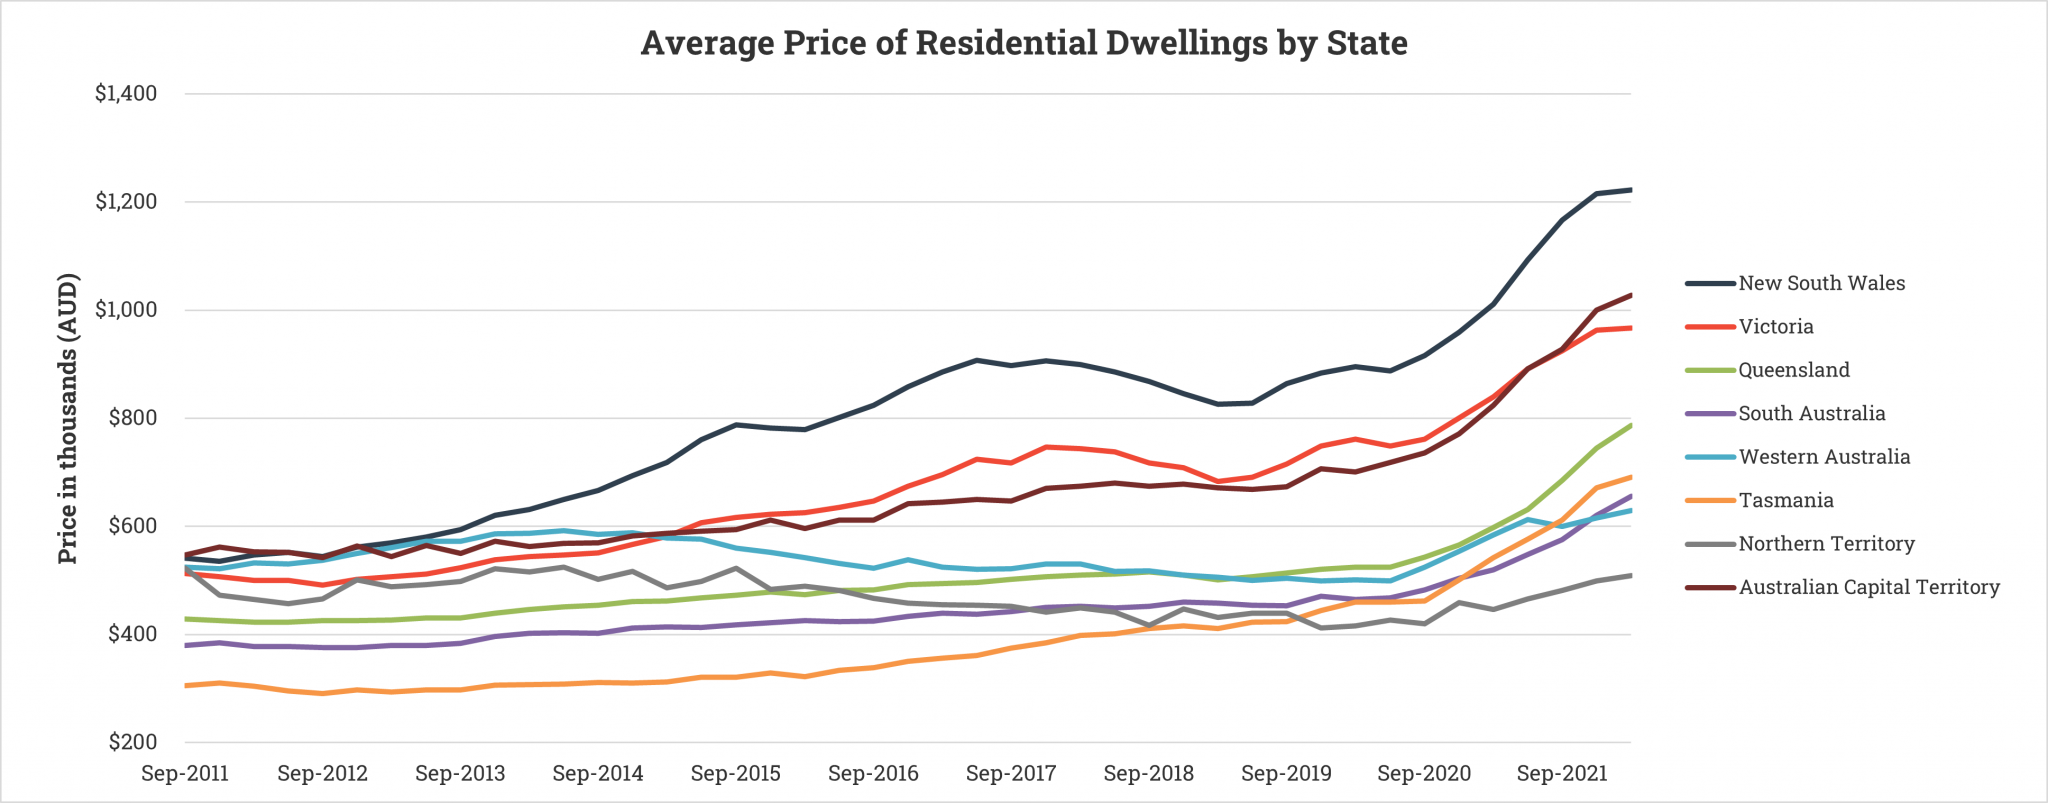 Average Price of Residential Dwellings by State
Price in thousands (AUD)
$1,400
$1,200
$1,000
$800
$600
$400
$200
Sep-2011 Sep-2012 Sep-2013 Sep-2014 Sep-2015 Sep-2016 Sep-2017 Sep-2018 Sep-2019 Sep-2020 Sep-2021
New South Wales
Victoria
Queensland
South Australia
Western Australia
Tasmania
Northern Territory
Australian Capital Territory